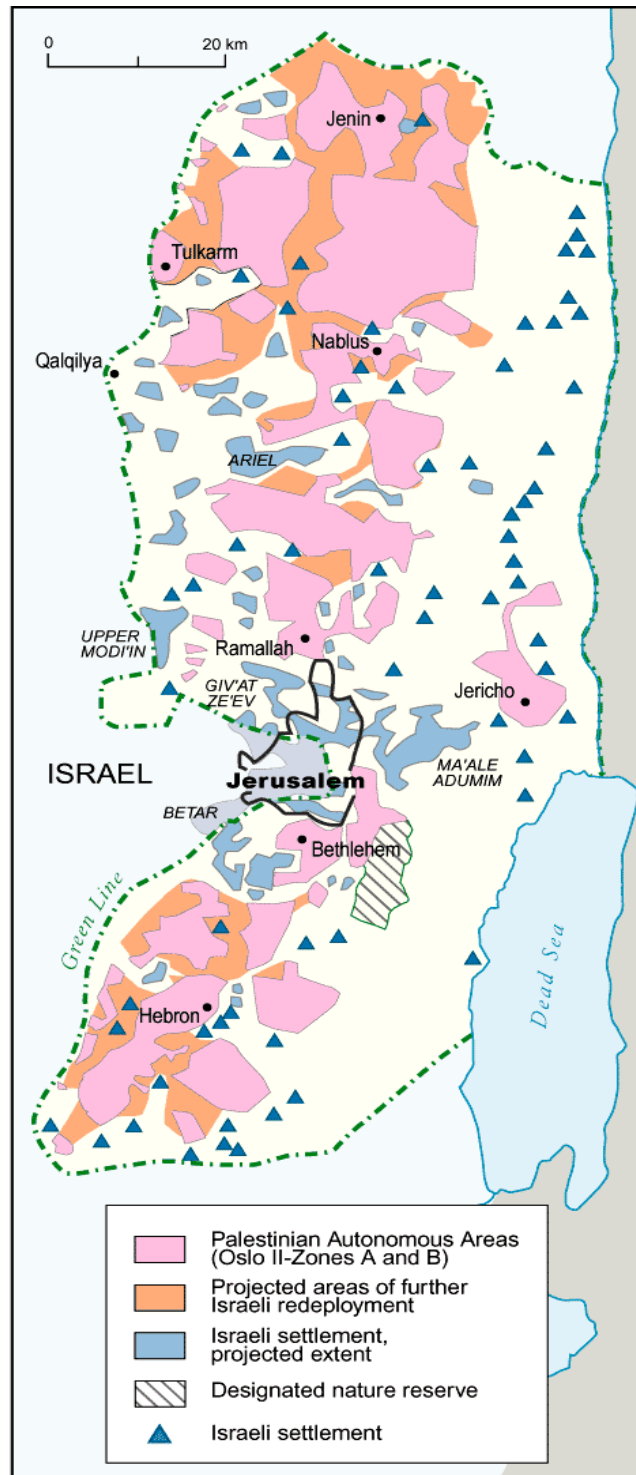 0 20 km
Jenin
Tulkarm
Nablus
Qalqilya
ARIEL
UPPER
MODI'IN
Ramallah
GIV'AT
ZE'EV
Jericho
ISRAEL
Jerusalem
MA'ALE
ADUMIM
BETAR
Bethlehem
Green Line
Dead Sea
Hebron
Palestinian Autonomous Areas
(Oslo II-Zones A and B)
Projected areas of further
Israeli redeployment
Israeli settlement,
projected extent
Designated nature reserve
Israeli settlement